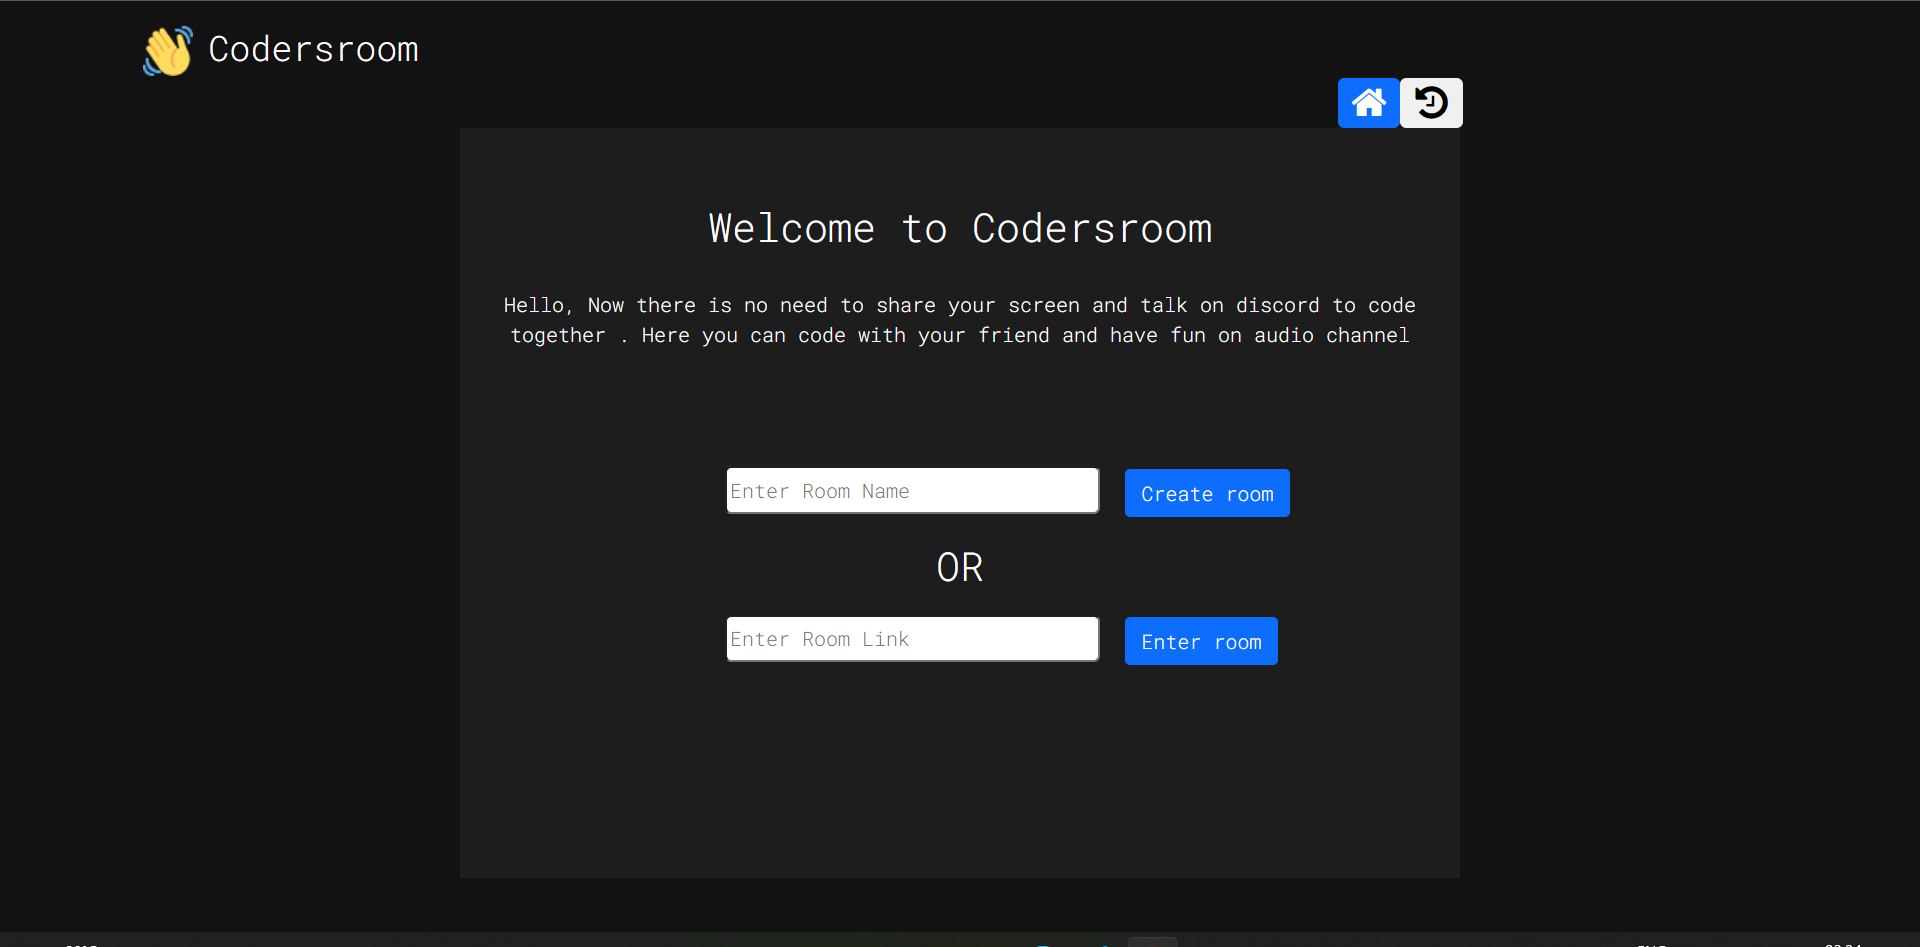 Codersroom
Welcome to Codersroom
Hello, Now there is no need to share your screen and talk on discord to code
together . Here you can code with your friend and have fun on audio channel
Enter Room Name
Create room
OR
Enter Room Link
Enter room